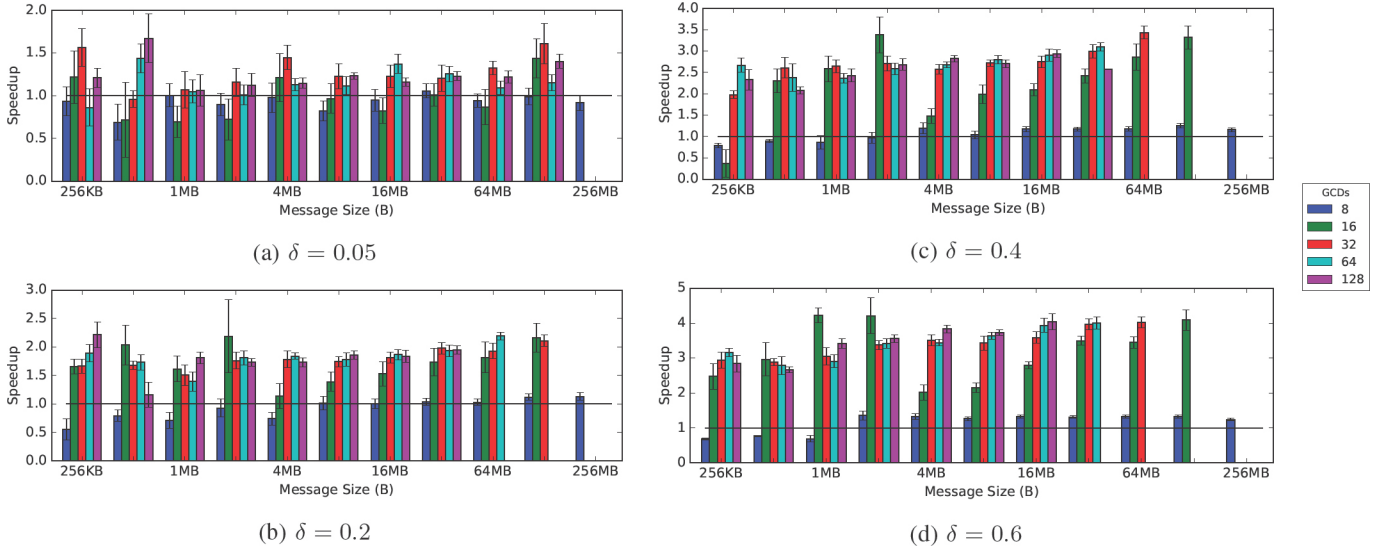 2.0
1.5
1.0
0.5
0.0
Speedup
256KB 1MB 4MB 16MB 64MB 256MB
Message Size (B)
(a) δ = 0.05
3.0
2.5
2.0
1.5
1.0
0.5
0.0
Speedup
256KB 1MB 4MB 16MB 64MB 256MB
Message Size (B)
(b) δ = 0.2
4.0
3.5
3.0
2.5
2.0
1.5
1.0
0.5
0.0
Speedup
256KB 1MB 4MB 16MB 64MB 256MB
Message Size (B)
(c) δ = 0.4
5
4
3
2
1
0
Speedup
256KB 1MB 4MB 16MB 64MB 256MB
Message Size (B)
(d) δ = 0.6
GCDs
8
16
32
64
128